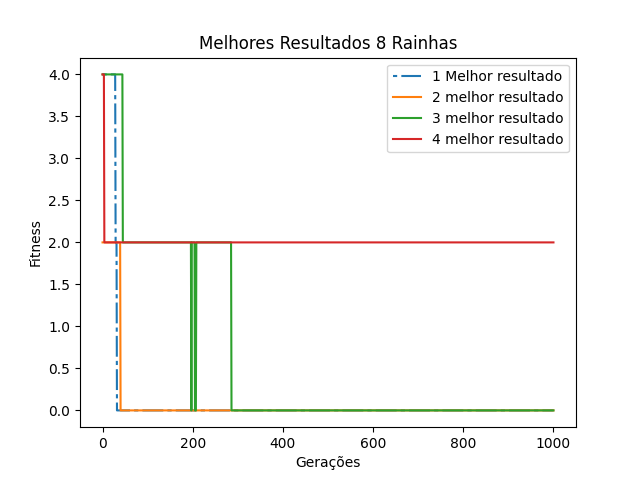 Melhores Resultados 8 Rainhas
1 Melhor resultado
2 melhor resultado
3 melhor resultado
4 melhor resultado
4.0
3.5
3.0
2.5
2.0
1.5
1.0
0.5
0.0
Fitness
0 200 400 600 800 1000
Gerações